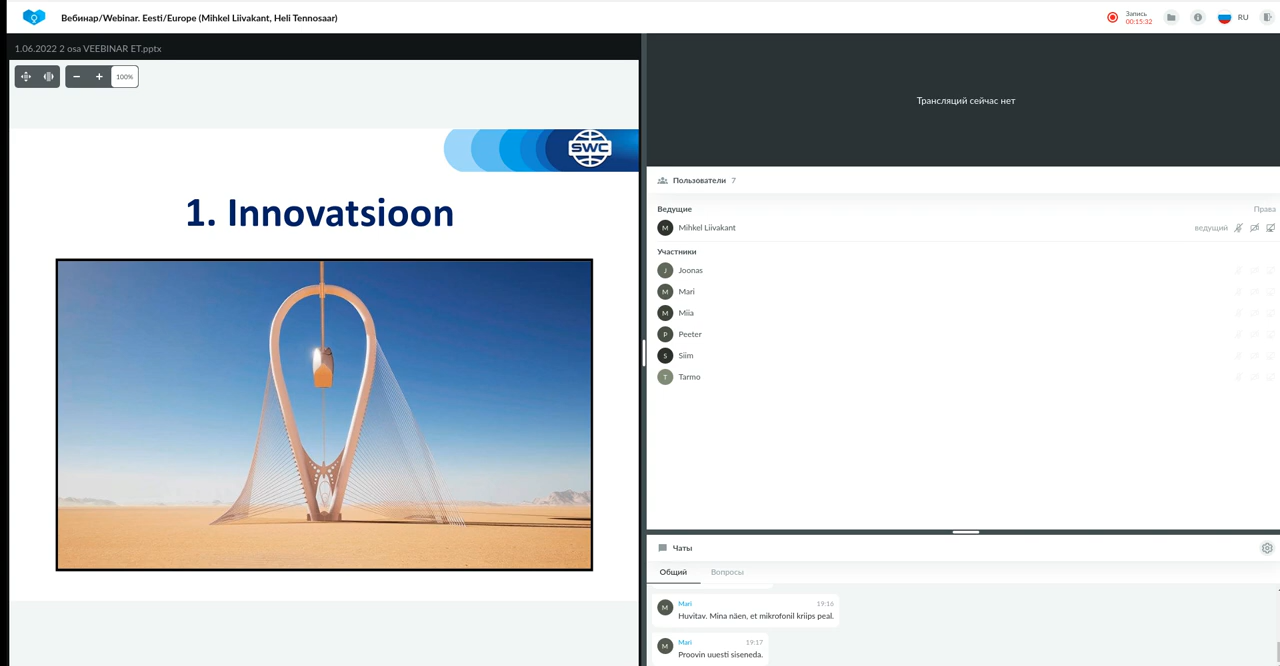 Вебинар/Webinar. Eesti/Europe (Mihkel Liivakant, Heli Tennosaar)
Запись
00:15:32
RU
1.06.2022 2 osa VEEBINAR ET.pptx
100%
SWC
1. Innovatsioon
Трансляций сейчас нет
Пользователи 7
Ведущие
Права
M
Mihkel Liivakant
ведущий
Участники
J
Joonas
M
Mari
M
Miia
P
Peeter
S
Siim
T
Tarmo
Чаты
Общий
Вопросы
M
Mari
19:16
Huvitav. Mina näen, et mikrofonil kriips peal.
M
Mari
19:17
Proovin uuesti siseneda.